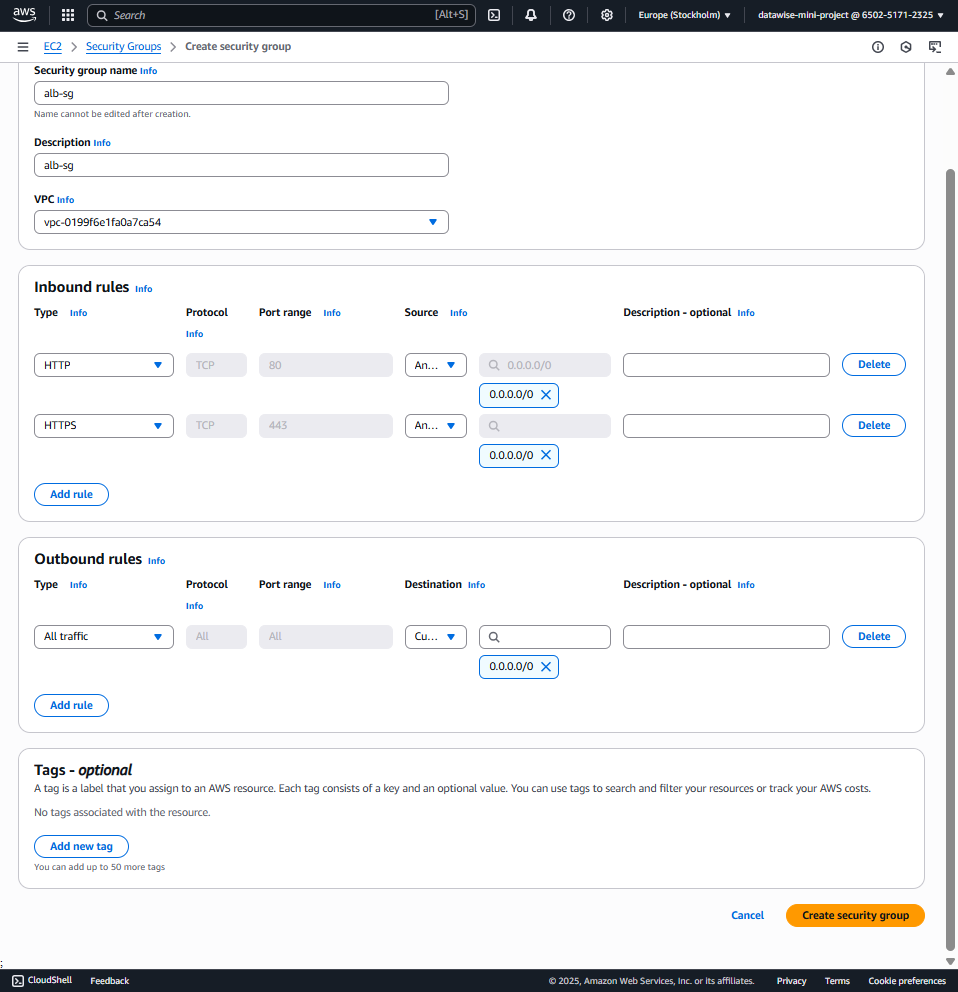 aws
Search [Alt+S] Europe (Stockholm) datawise-mini-project @ 6502-5171-2325
EC2 Security Groups Create security group
Security group name Info
alb-sg
Name cannot be edited after creation.
Description Info
alb-sg
VPC Info
vpc-0199f6e1fa0a7ca54
Inbound rules Info
Type Info Protocol Info Port range Info Source Info Description - optional Info
HTTP TCP 80 An... 0.0.0.0/0 Delete
0.0.0.0/0
HTTPS TCP 443 An... Delete
0.0.0.0/0
Add rule
Outbound rules Info
Type Info Protocol Info Port range Info Destination Info Description - optional Info
All traffic All All Cu... Delete
0.0.0.0/0
Add rule
Tags - optional
A tag is a label that you assign to an AWS resource. Each tag consists of a key and an optional value. You can use tags to search and filter your resources or track your AWS costs.
No tags associated with the resource.
Add new tag
You can add up to 50 more tags
Cancel Create security group
;
CloudShell Feedback © 2025, Amazon Web Services, Inc. or its affiliates. Privacy Terms Cookie preferences